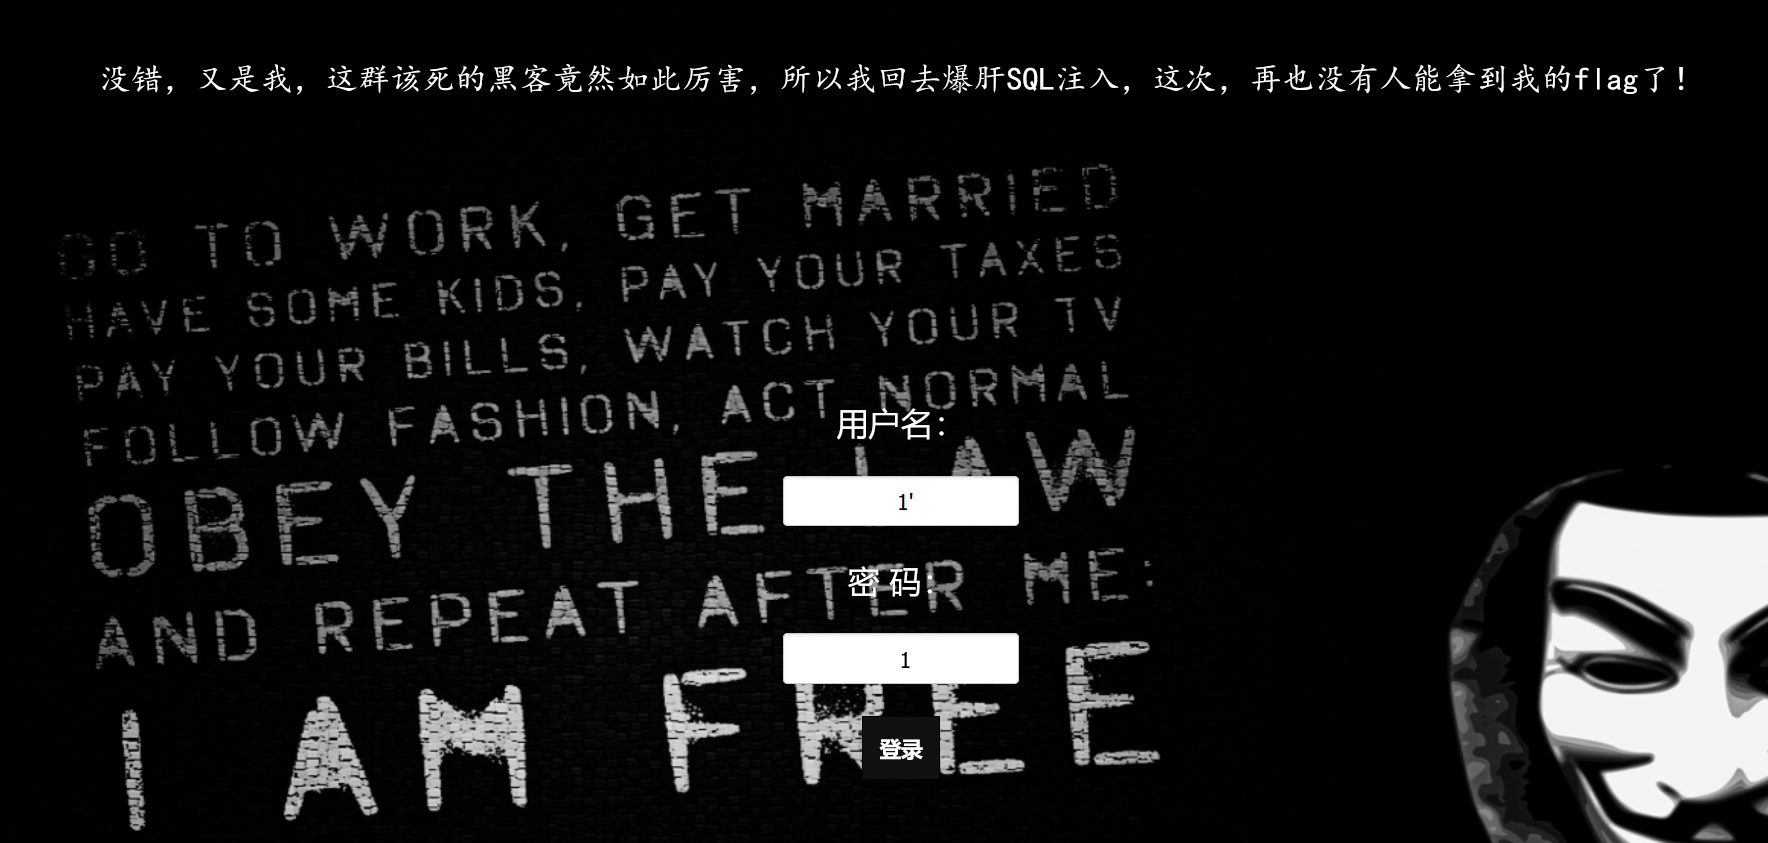 没错，又是我，这群该死的黑客竟然如此厉害，所以我回去爆肝SQL注入，这次，再也没有人能拿到我的flag了！
GO TO WORK, GET MARRIED
HAVE SOME KIDS, PAY YOUR TAXES
PAY YOUR BILLS, WATCH YOUR TV
FOLLOW FASHION, ACT NORMAL
OBEY THE LAW
AND REPEAT AFTER ME:
I AM FREE
用户名：
1'
密 码：
1
登录